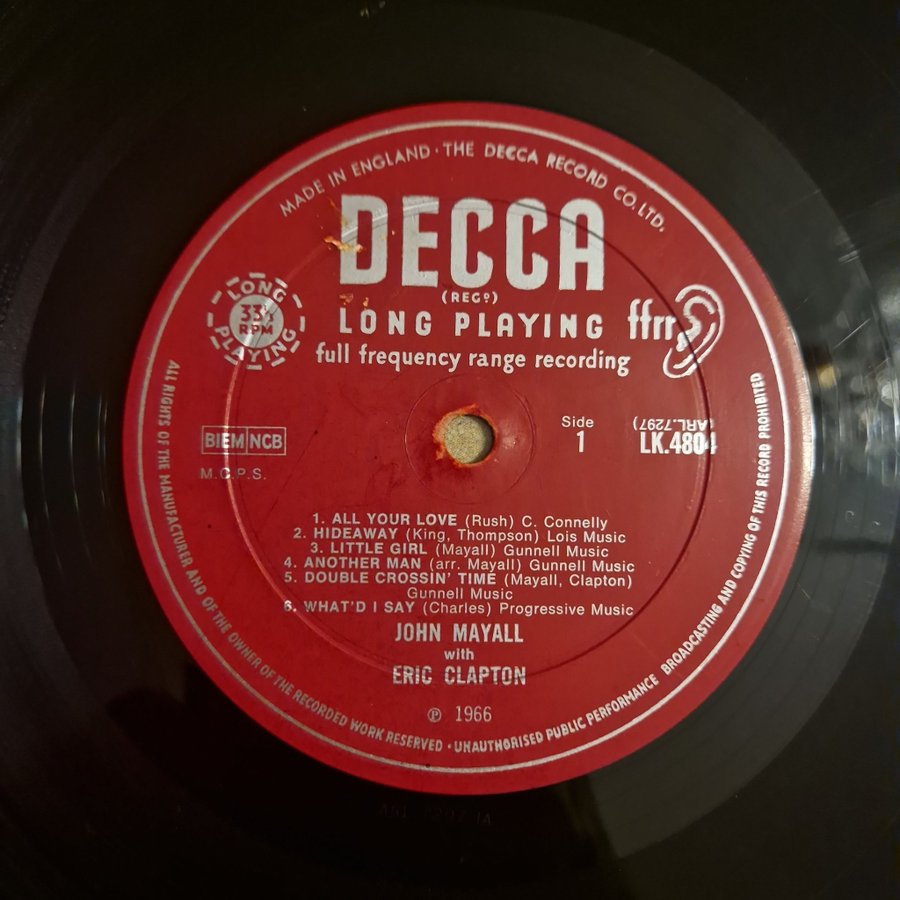 MADE IN ENGLAND · THE DECCA RECORD CO. LTD.
DECCA
(REGᴰ)
LONG PLAYING ffrr
full frequency range recording
LONG
33⅓
RPM
PLAYING
BIEM NCB
M.C.P.S.
Side
1
(ARL.7297)
LK.4804
1. ALL YOUR LOVE (Rush) C. Connelly
2. HIDEAWAY (King, Thompson) Lois Music
3. LITTLE GIRL (Mayall) Gunnell Music
4. ANOTHER MAN (arr. Mayall) Gunnell Music
5. DOUBLE CROSSIN' TIME (Mayall, Clapton)
Gunnell Music
6. WHAT'D I SAY (Charles) Progressive Music
JOHN MAYALL
with
ERIC CLAPTON
℗ 1966
ALL RIGHTS OF THE MANUFACTURER AND OF THE OWNER OF THE RECORDED WORK RESERVED · UNAUTHORISED PUBLIC PERFORMANCE BROADCASTING AND COPYING OF THIS RECORD PROHIBITED